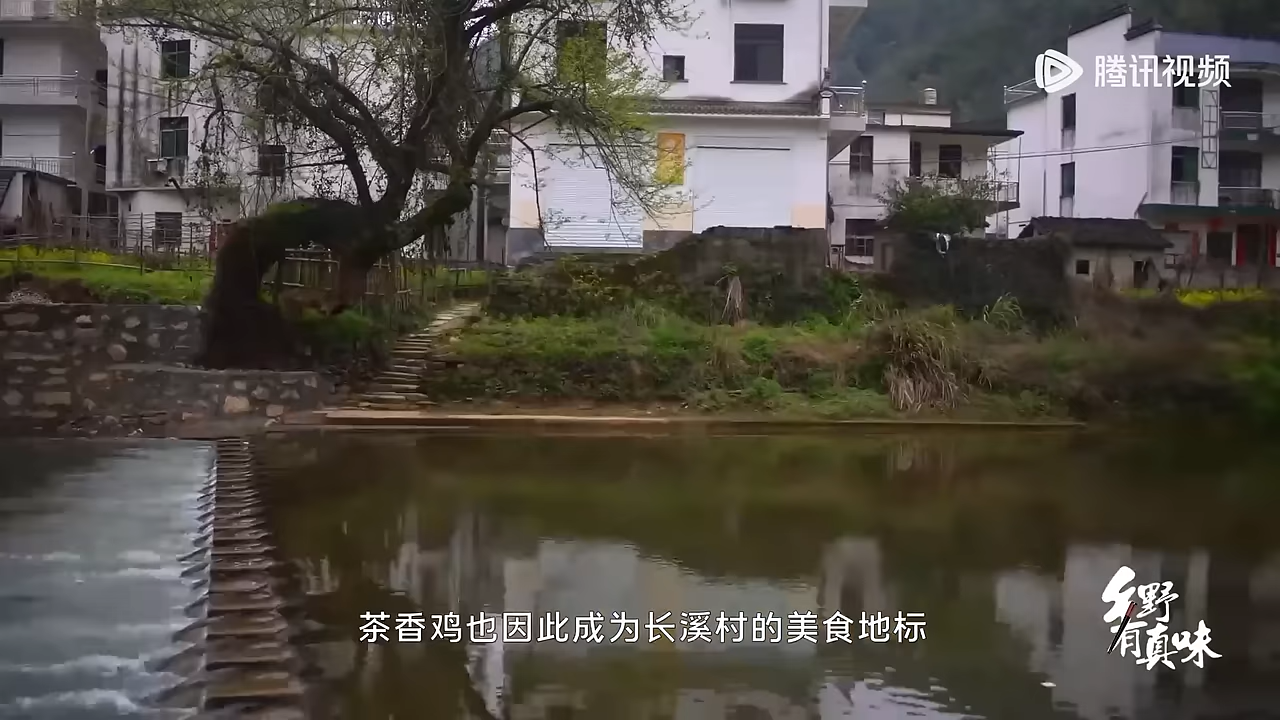 腾讯视频
茶香鸡也因此成为长溪村的美食地标
乡野
有真味